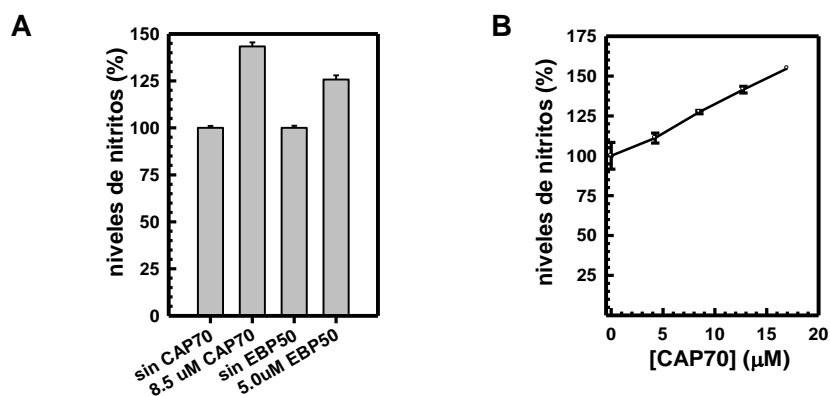 A
niveles de nitritos (%)
150
125
100
75
50
25
0
sin CAP70
8.5 uM CAP70
sin EBP50
5.0uM EBP50
B
niveles de nitritos (%)
175
150
125
100
75
50
25
0 5 10 15 20
[CAP70] (μM)